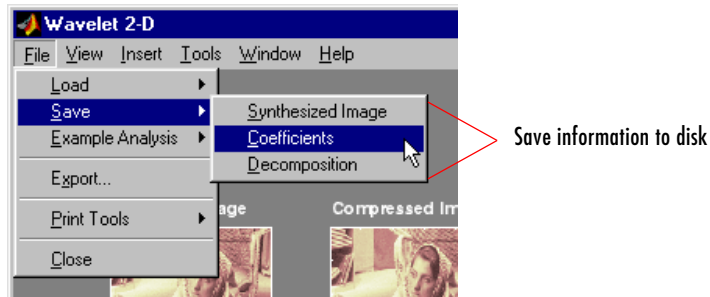 Wavelet 2-D
File View Insert Tools Window Help
Load
Save
Synthesized Image
Example Analysis
Coefficients
Save information to disk
Decomposition
Export...
Print Tools
age
Compressed Im
Close